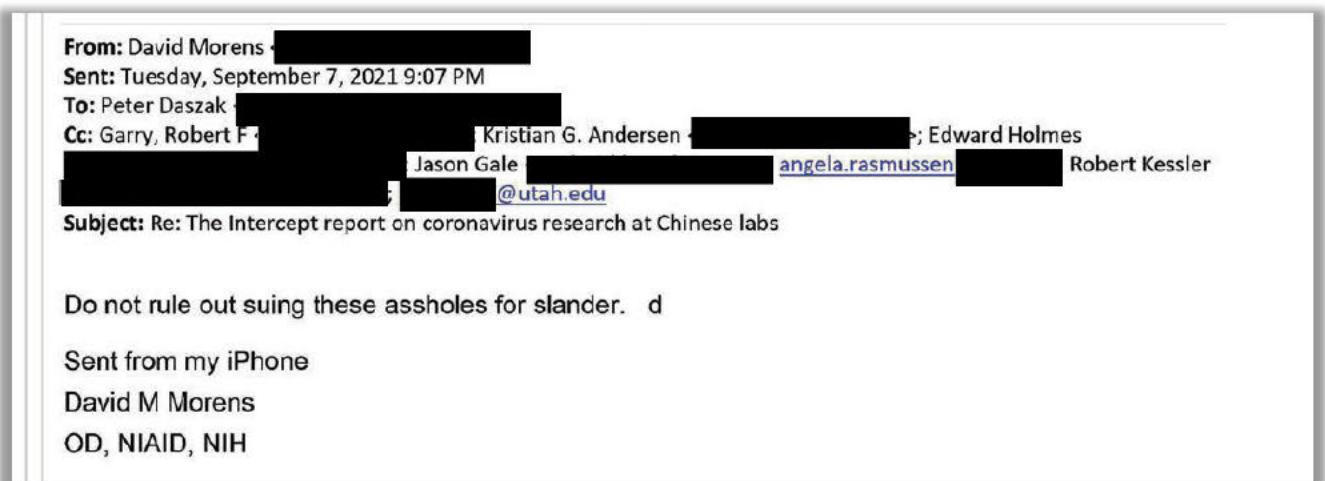 From: David Morens <
Sent: Tuesday, September 7, 2021 9:07 PM
To: Peter Daszak <
Cc: Garry, Robert F < ; Kristian G. Andersen < >; Edward Holmes
; Jason Gale < angela.rasmussen Robert Kessler
; @utah.edu
Subject: Re: The Intercept report on coronavirus research at Chinese labs
Do not rule out suing these assholes for slander. d
Sent from my iPhone
David M Morens
OD, NIAID, NIH